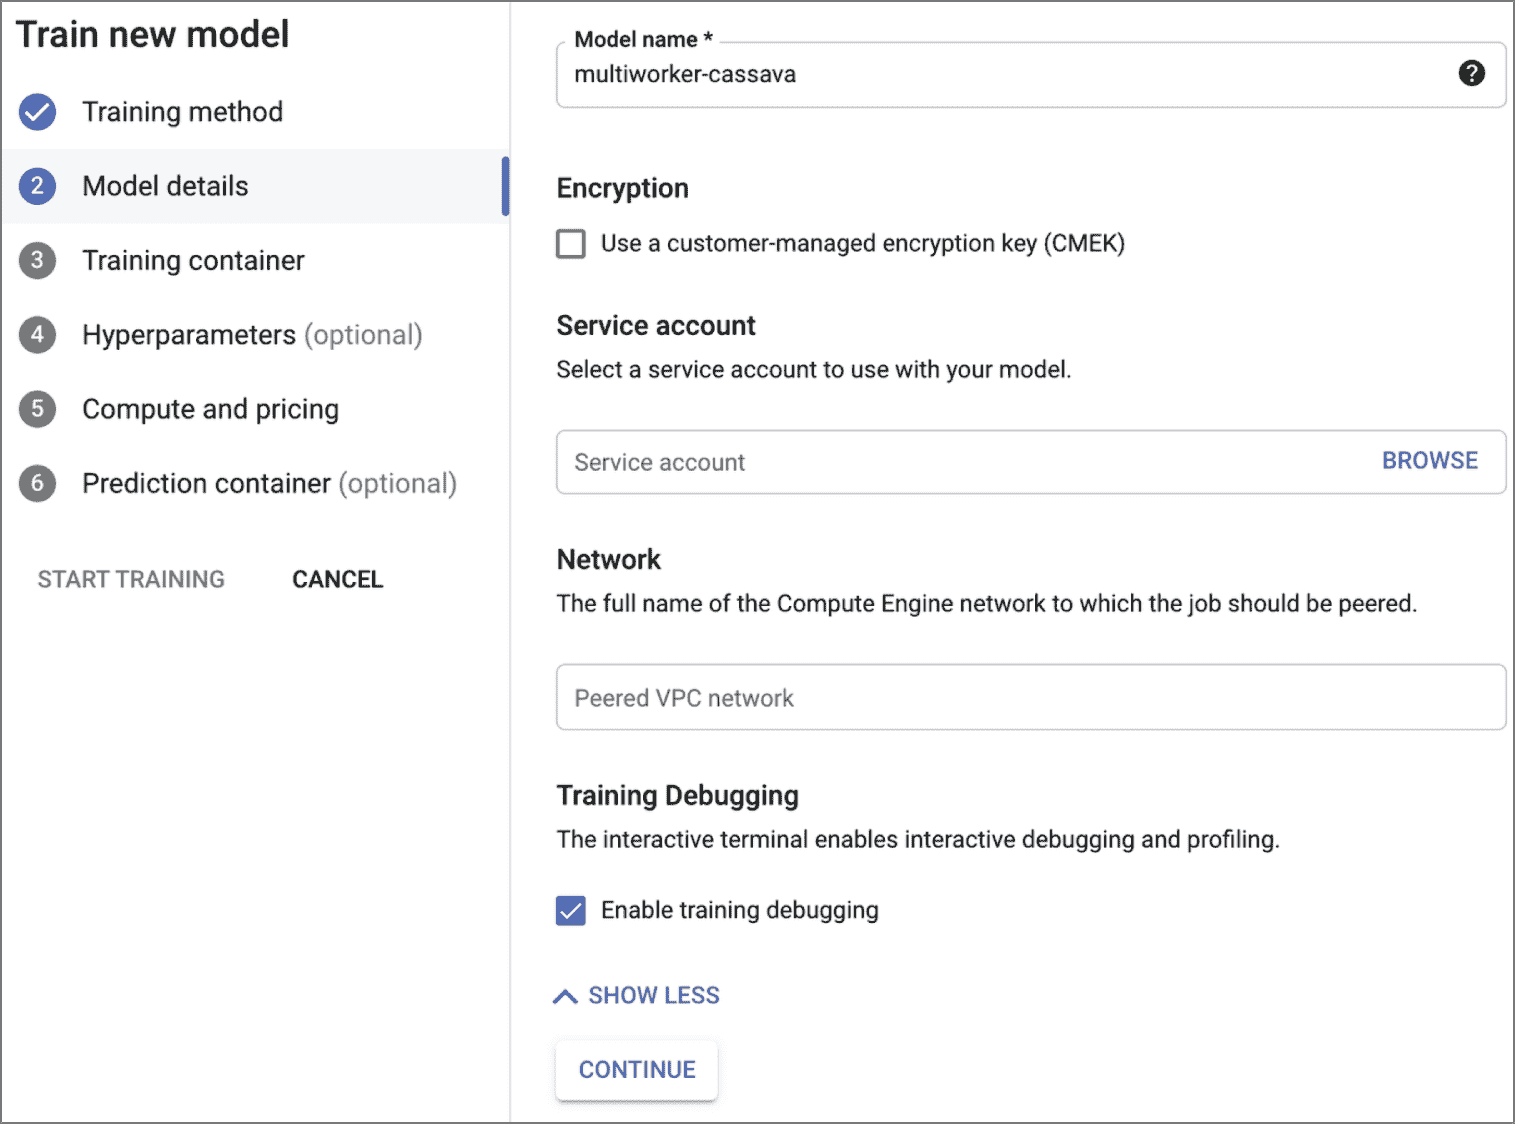 Train new model
Training method
2 Model details
3 Training container
4 Hyperparameters (optional)
5 Compute and pricing
6 Prediction container (optional)
START TRAINING CANCEL
Model name *
multiworker-cassava ?
Encryption
Use a customer-managed encryption key (CMEK)
Service account
Select a service account to use with your model.
Service account BROWSE
Network
The full name of the Compute Engine network to which the job should be peered.
Peered VPC network
Training Debugging
The interactive terminal enables interactive debugging and profiling.
Enable training debugging
SHOW LESS
CONTINUE